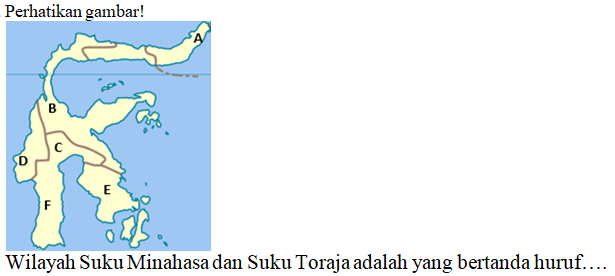 Perhatikan gambar!
A
B
C
D
E
F
Wilayah Suku Minahasa dan Suku Toraja adalah yang bertanda huruf….